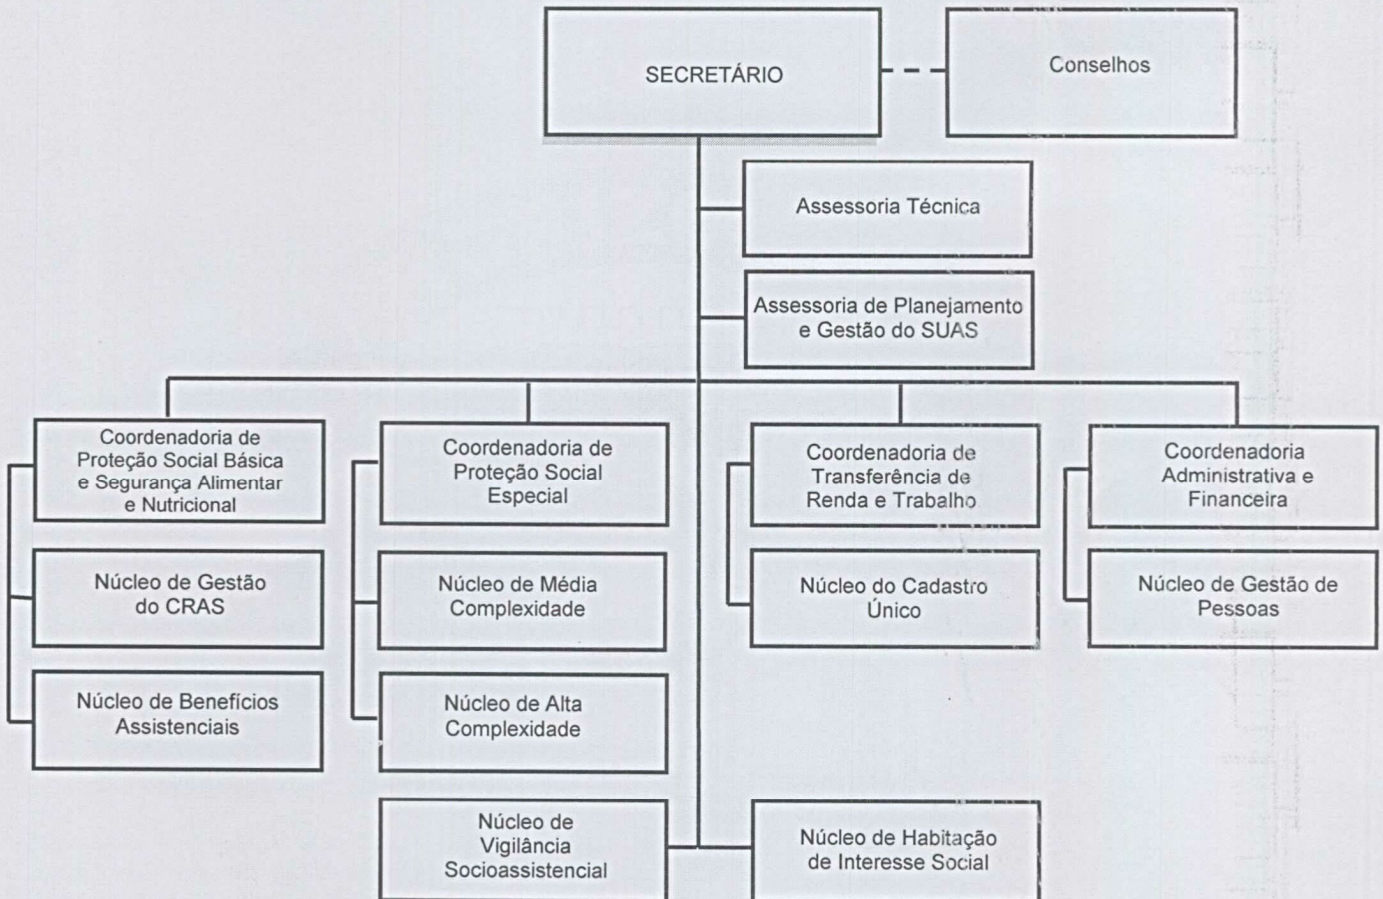 SECRETÁRIO
Conselhos
Assessoria Técnica
Assessoria de Planejamento
e Gestão do SUAS
Coordenadoria de
Proteção Social Básica
e Segurança Alimentar
e Nutricional
Coordenadoria de
Proteção Social
Especial
Coordenadoria de
Transferência de
Renda e Trabalho
Coordenadoria
Administrativa e
Financeira
Núcleo de Gestão
do CRAS
Núcleo de Média
Complexidade
Núcleo do Cadastro
Único
Núcleo de Gestão de
Pessoas
Núcleo de Benefícios
Assistenciais
Núcleo de Alta
Complexidade
Núcleo de
Vigilância
Socioassistencial
Núcleo de Habitação
de Interesse Social